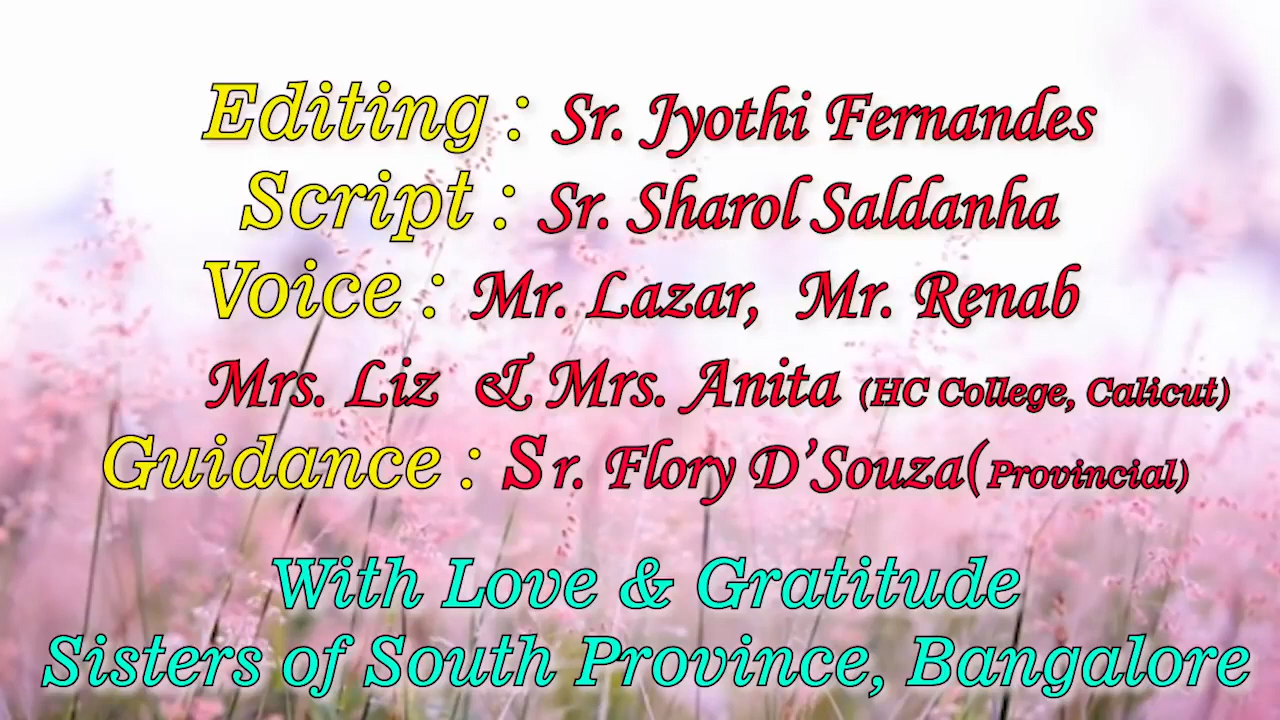 Editing : Sr. Jyothi Fernandes
Script : Sr. Sharol Saldanha
Voice : Mr. Lazar, Mr. Renab
Mrs. Liz & Mrs. Anita (HC College, Calicut)
Guidance : Sr. Flory D'Souza(Provincial)
With Love & Gratitude
Sisters of South Province, Bangalore